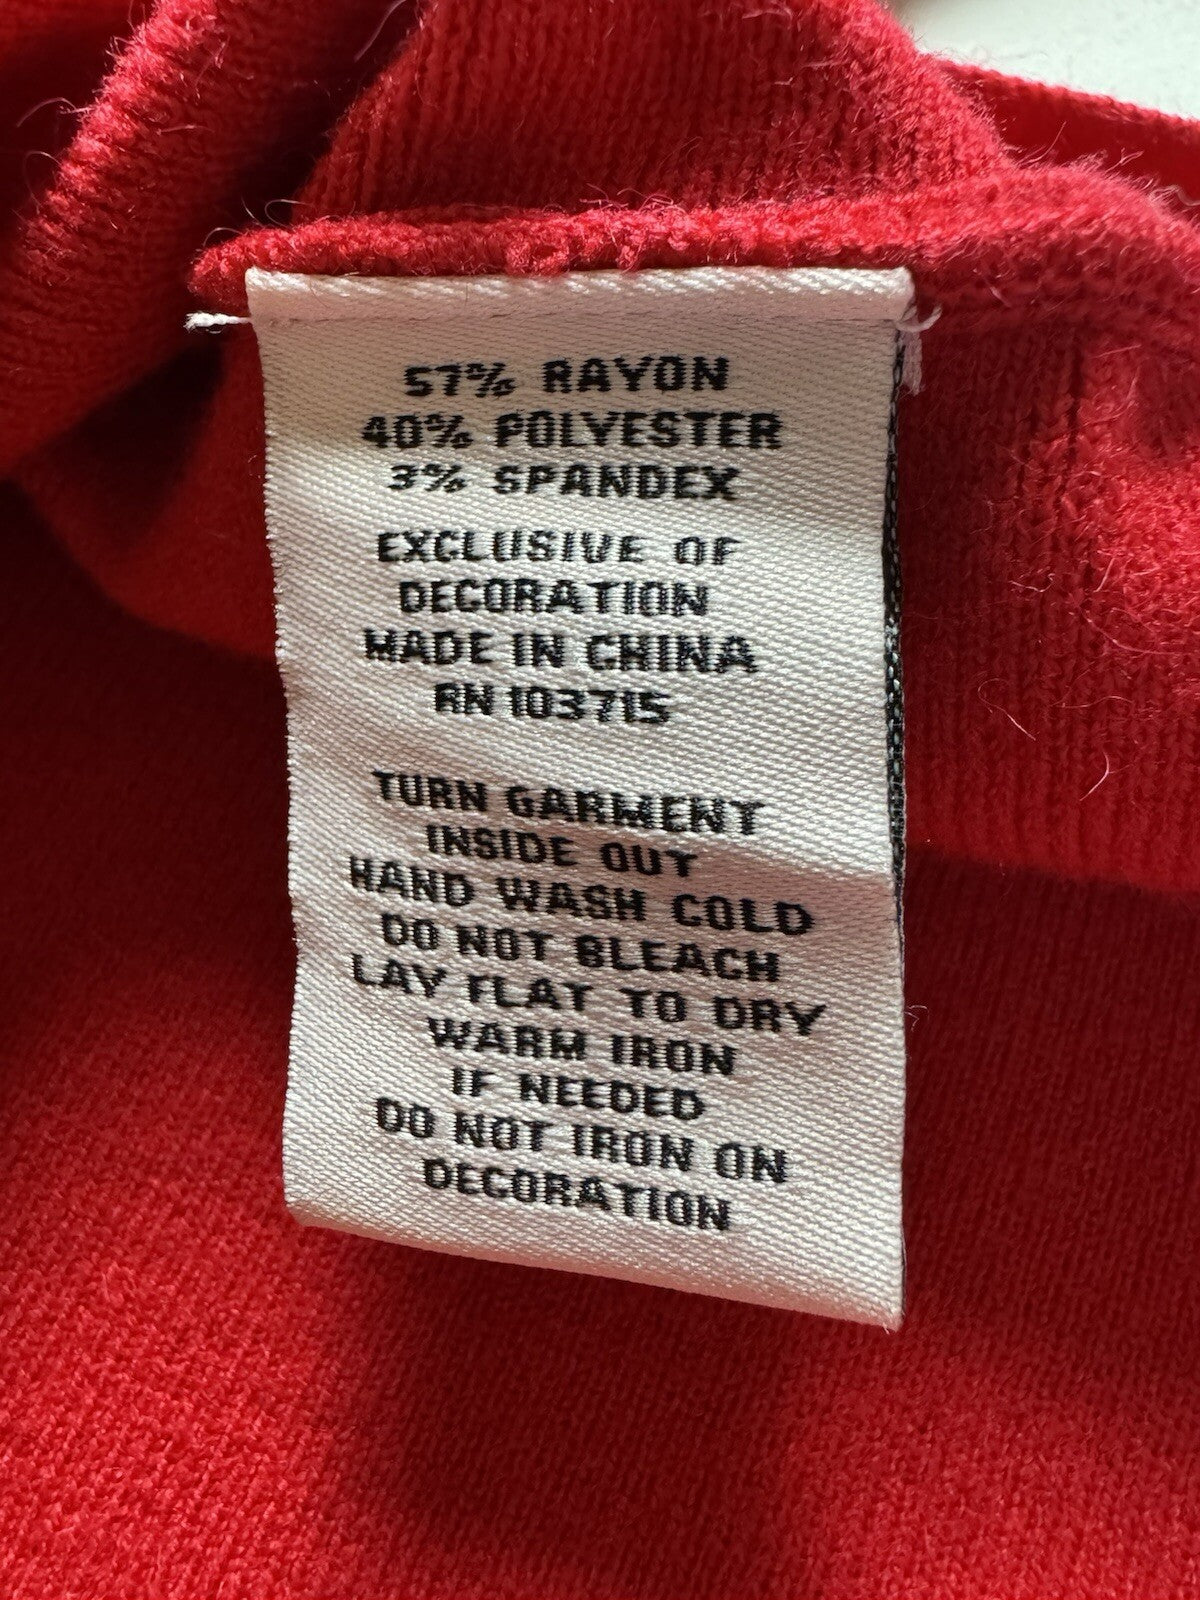 57% RAYON
40% POLYESTER
3% SPANDEX
EXCLUSIVE OF
DECORATION
MADE IN CHINA
RN 103715
TURN GARMENT
INSIDE OUT
HAND WASH COLD
DO NOT BLEACH
LAY FLAT TO DRY
WARM IRON
IF NEEDED
DO NOT IRON ON
DECORATION